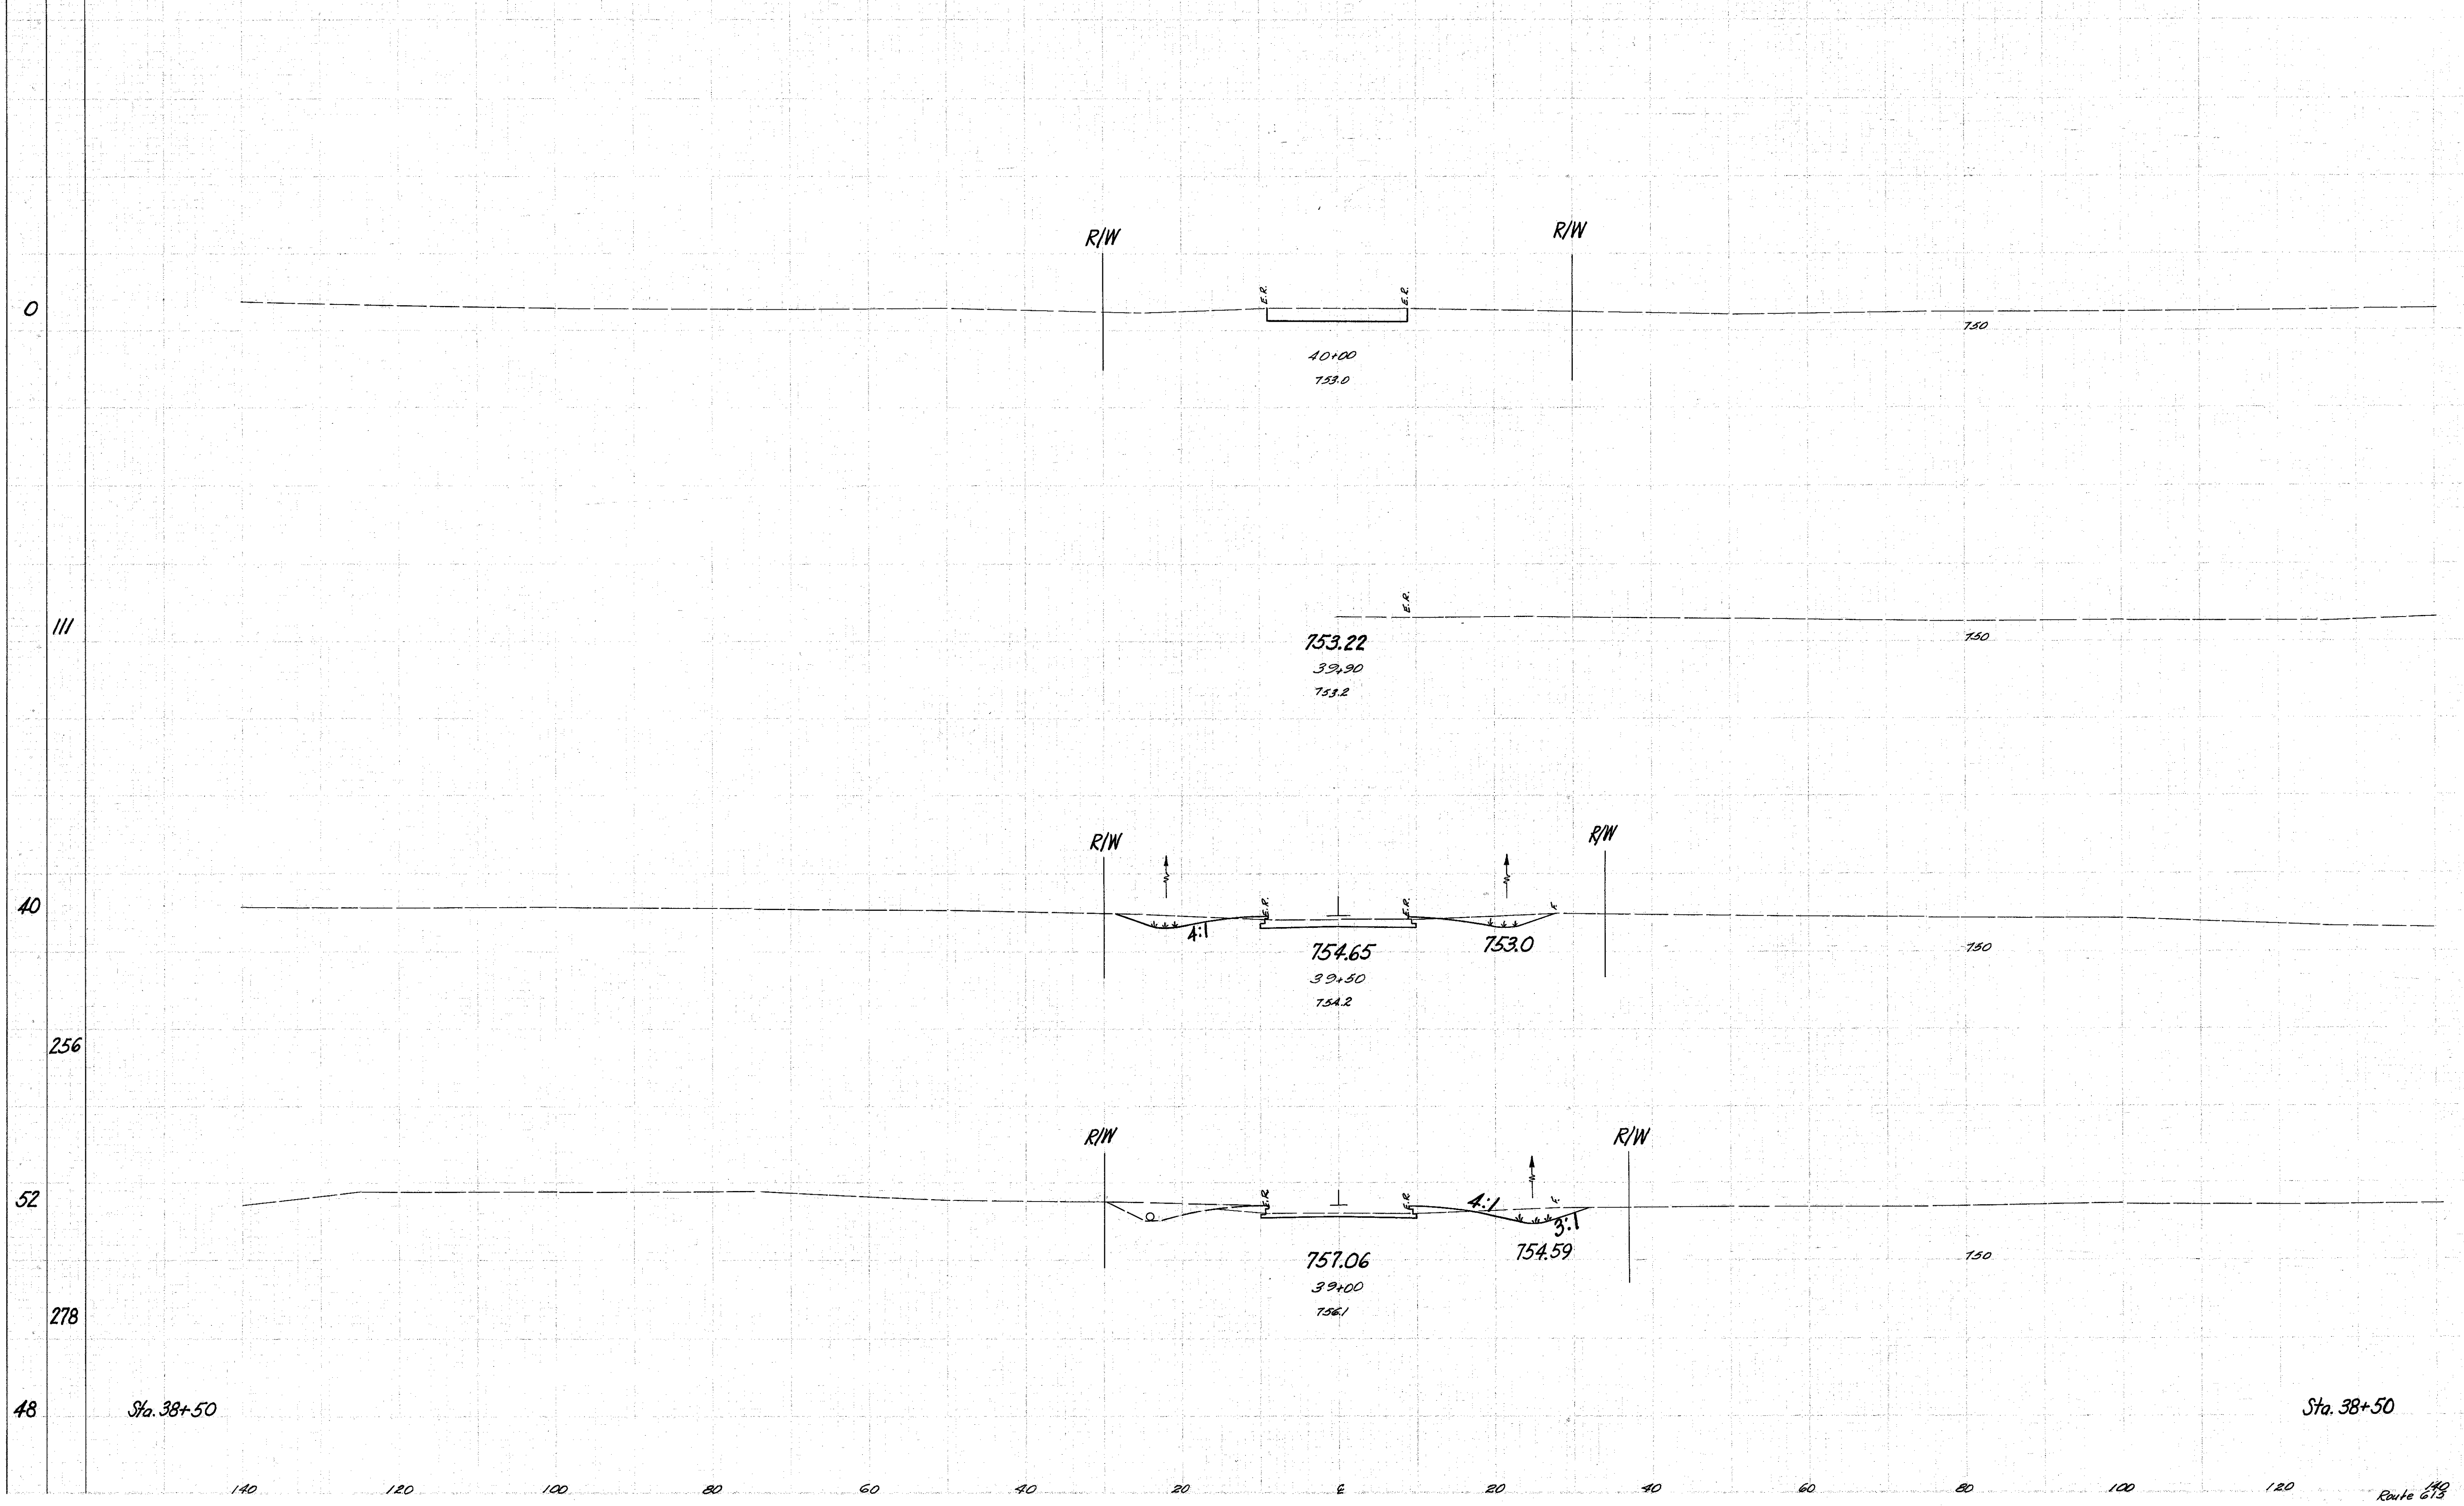 R/W R/W
0 E.R. E.R.
750
40+00
753.0
E.R.
111 753.22 750
39+90
753.2
R/W R/W
40 E.R. E.R.
4:1 754.65 753.0 750
39+50
754.2
256
R/W R/W
52 E.R. E.R. 4:1 3:1
757.06 754.59 750
39+00
756.1
278
48 Sta. 38+50 Sta. 38+50
140 120 100 80 60 40 20 ℄ 20 40 60 80 100 120 140
Route 613